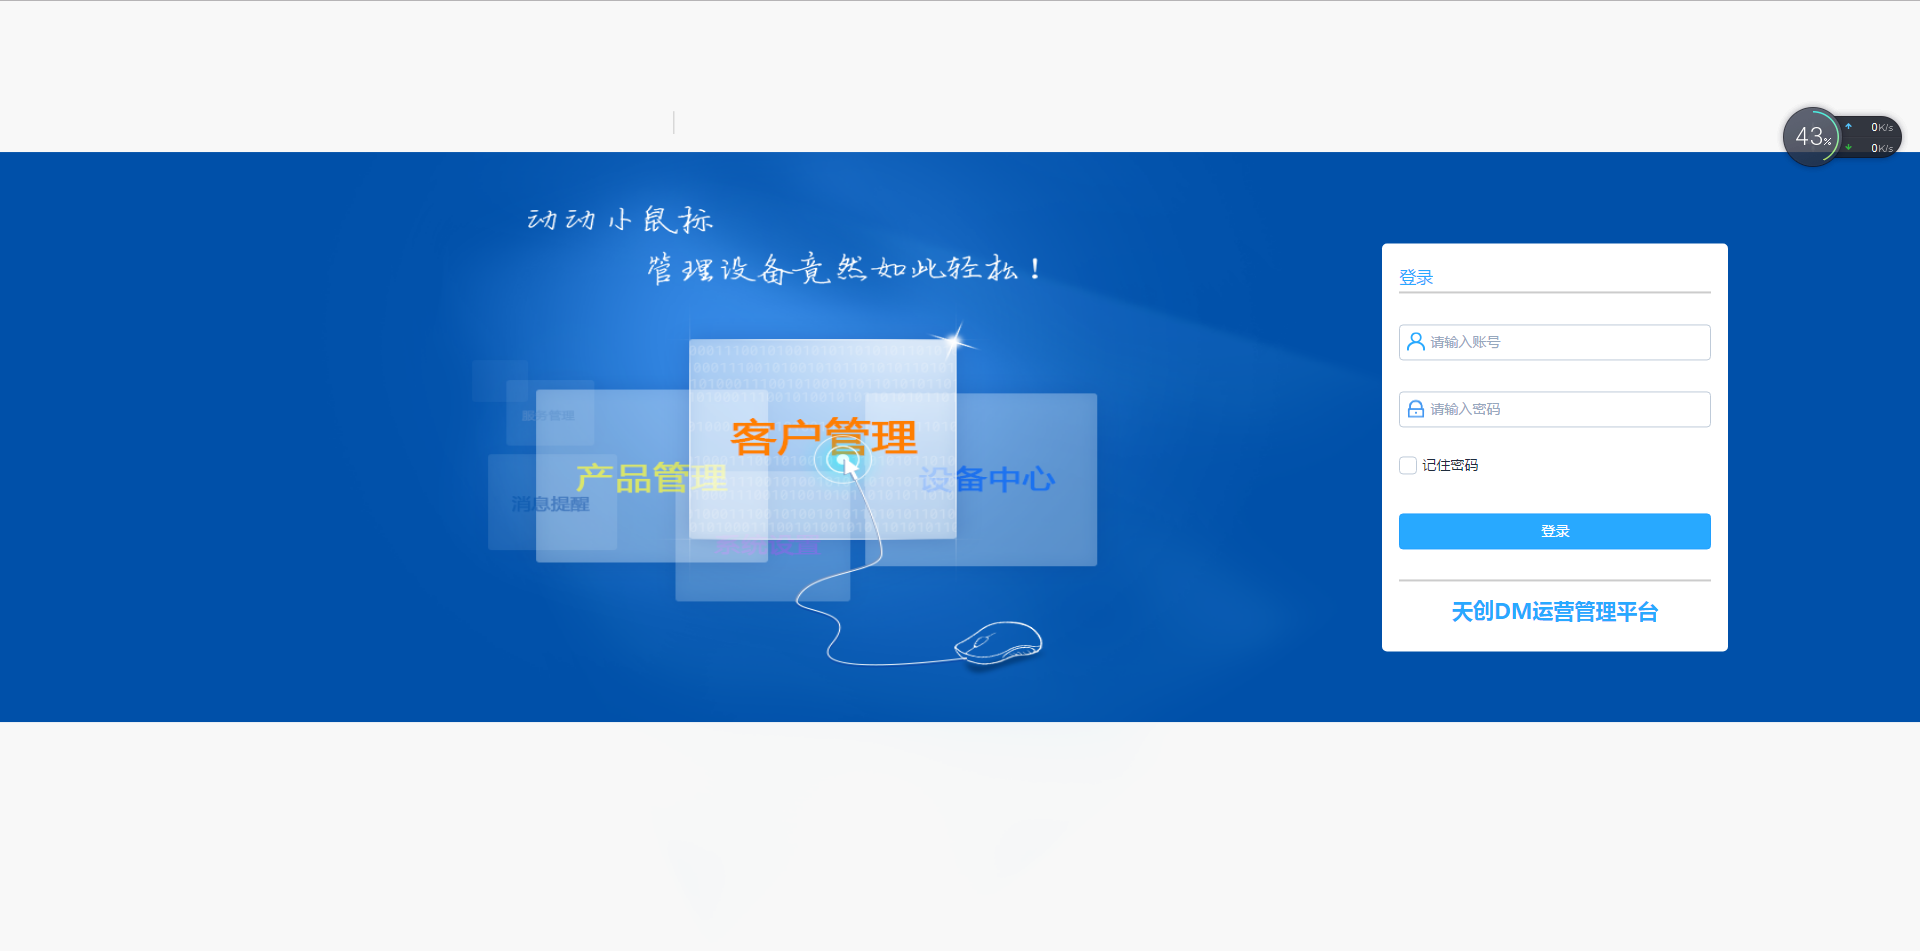 43%
0K/s
0K/s
动动小鼠标
管理设备竟然如此轻松!
登录
请输入账号
请输入密码
记住密码
登录
天创DM运营管理平台
客户管理
产品管理
设备中心
消息提醒